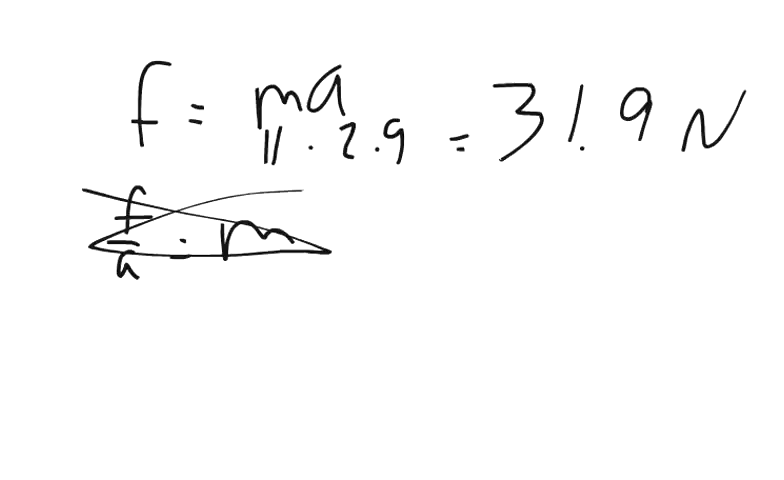 f = ma
11 · 2.9 = 31.9 N
f/a = m